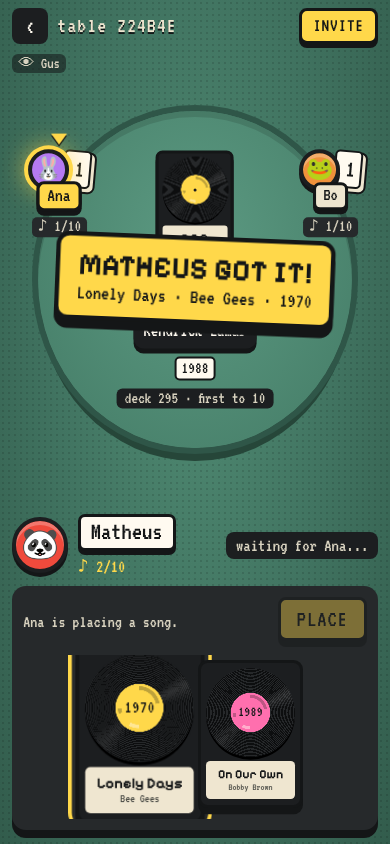 ‹ table Z24B4E INVITE
Gus
1 1
Ana Bo
♪ 1/10 ♪ 1/10
MATHEUS GOT IT!
Lonely Days · Bee Gees · 1970
1988
deck 295 · first to 10
Matheus
♪ 2/10
waiting for Ana...
Ana is placing a song.
PLACE
1970 1989
Lonely Days On Our Own
Bee Gees Bobby Brown